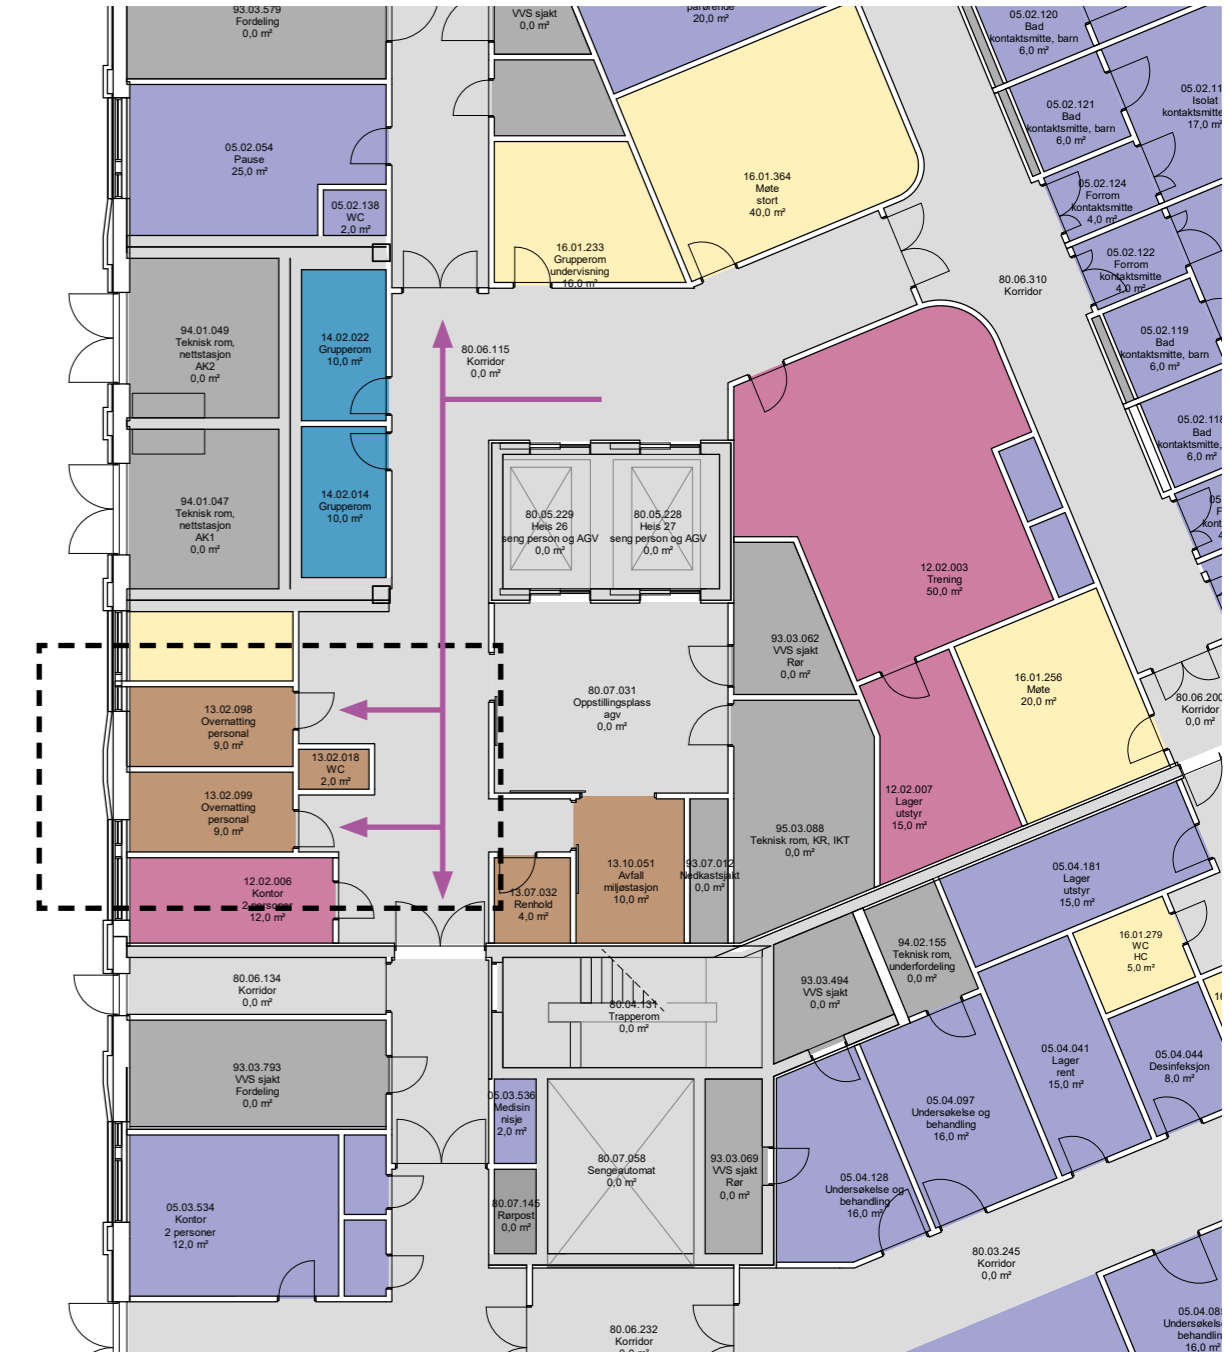 93.03.579
Fordeling
0,0 m²
VVS sjakt
0,0 m²
pårørende
20,0 m²
05.02.120
Bad
kontaktsmitte, barn
6,0 m²
05.02.054
Pause
25,0 m²
05.02.138
WC
2,0 m²
05.02.121
Bad
kontaktsmitte, barn
6,0 m²
Isolat
17,0 m²
16.01.364
Møte
stort
40,0 m²
16.01.233
Grupperom
undervisning
16,0 m²
05.02.124
Forrom
kontaktsmitte
4,0 m²
05.02.122
Forrom
kontaktsmitte
4,0 m²
80.06.310
Korridor
94.01.049
Teknisk rom,
nettstasjon
AK2
0,0 m²
14.02.022
Grupperom
10,0 m²
80.06.115
Korridor
0,0 m²
05.02.119
Bad
kontaktsmitte, barn
6,0 m²
05.02.118
Bad
kontaktsmitte,
6,0 m²
94.01.047
Teknisk rom,
nettstasjon
AK1
0,0 m²
14.02.014
Grupperom
10,0 m²
80.05.229
Heis 26
seng person og AGV
0,0 m²
80.05.228
Heis 27
seng person og AGV
0,0 m²
12.02.003
Trening
50,0 m²
93.03.062
VVS sjakt
Rør
0,0 m²
16.01.256
Møte
20,0 m²
80.06.200
Korridor
0,0 m²
80.07.031
Oppstillingsplass
agv
0,0 m²
13.02.098
Overnatting
personal
9,0 m²
13.02.018
WC
2,0 m²
13.02.099
Overnatting
personal
9,0 m²
12.02.007
Lager
utstyr
15,0 m²
95.03.088
Teknisk rom, KR, IKT
0,0 m²
12.02.006
Kontor
2 personer
12,0 m²
13.07.032
Renhold
4,0 m²
13.10.051
Avfall
miljøstasjon
10,0 m²
93.07.012
Nedkastsjakt
0,0 m²
05.04.181
Lager
utstyr
15,0 m²
16.01.279
WC
HC
5,0 m²
94.02.155
Teknisk rom,
underfordeling
0,0 m²
80.06.134
Korridor
0,0 m²
93.03.494
VVS sjakt
0,0 m²
80.04.131
Trapperom
0,0 m²
05.04.041
Lager
rent
15,0 m²
05.04.044
Desinfeksjon
8,0 m²
93.03.793
VVS sjakt
Fordeling
0,0 m²
05.03.536
Medisin
nisje
2,0 m²
05.04.097
Undersøkelse og
behandling
16,0 m²
80.07.058
Sengeautomat
0,0 m²
93.03.069
VVS sjakt
Rør
0,0 m²
05.04.128
Undersøkelse og
behandling
16,0 m²
80.07.145
Rørpost
0,0 m²
05.03.534
Kontor
2 personer
12,0 m²
80.03.245
Korridor
0,0 m²
80.06.232
Korridor
0,0 m²
behandling
16,0 m²